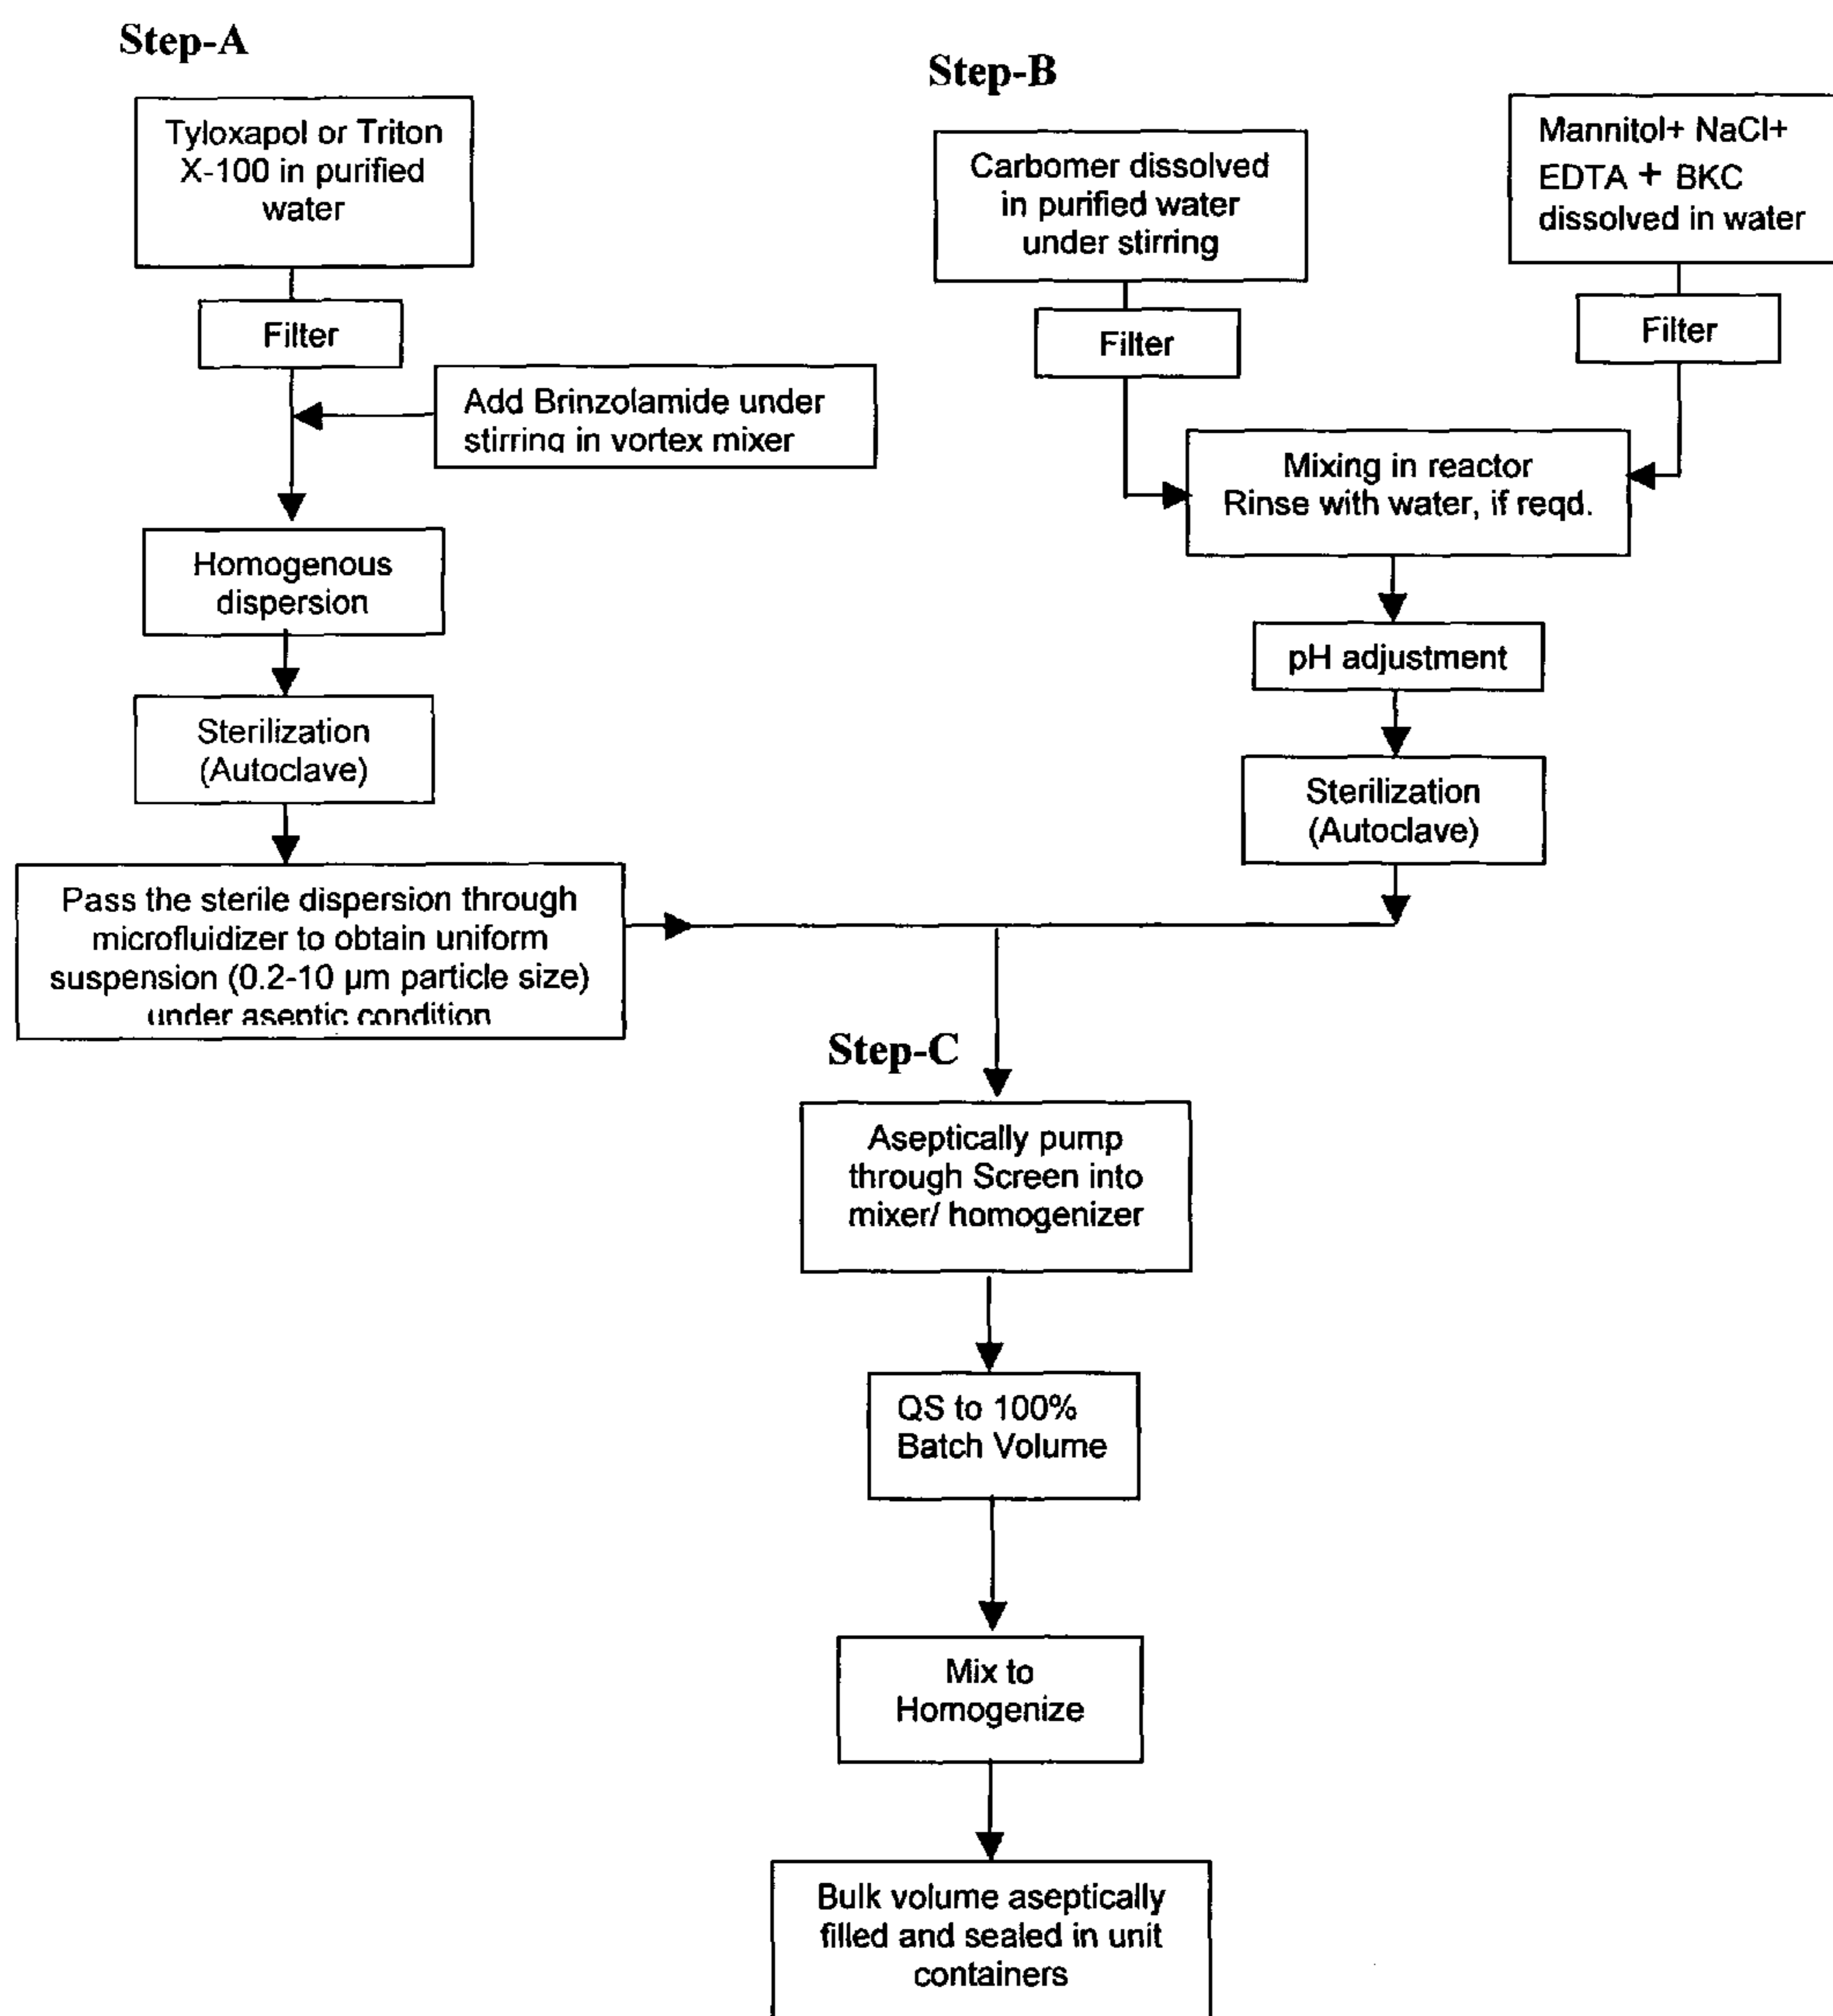 Step-A
Tyloxapol or Triton
X-100 in purified
water
Filter
Add Brinzolamide under
stirring in vortex mixer
Homogenous
dispersion
Sterilization
(Autoclave)
Pass the sterile dispersion through
microfluidizer to obtain uniform
suspension (0.2-10 µm particle size)
under aseptic condition
Step-B
Carbomer dissolved
in purified water
under stirring
Filter
Mannitol+ NaCl+
EDTA + BKC
dissolved in water
Filter
Mixing in reactor
Rinse with water, if reqd.
pH adjustment
Sterilization
(Autoclave)
Step-C
Aseptically pump
through Screen into
mixer/ homogenizer
QS to 100%
Batch Volume
Mix to
Homogenize
Bulk volume aseptically
filled and sealed in unit
containers